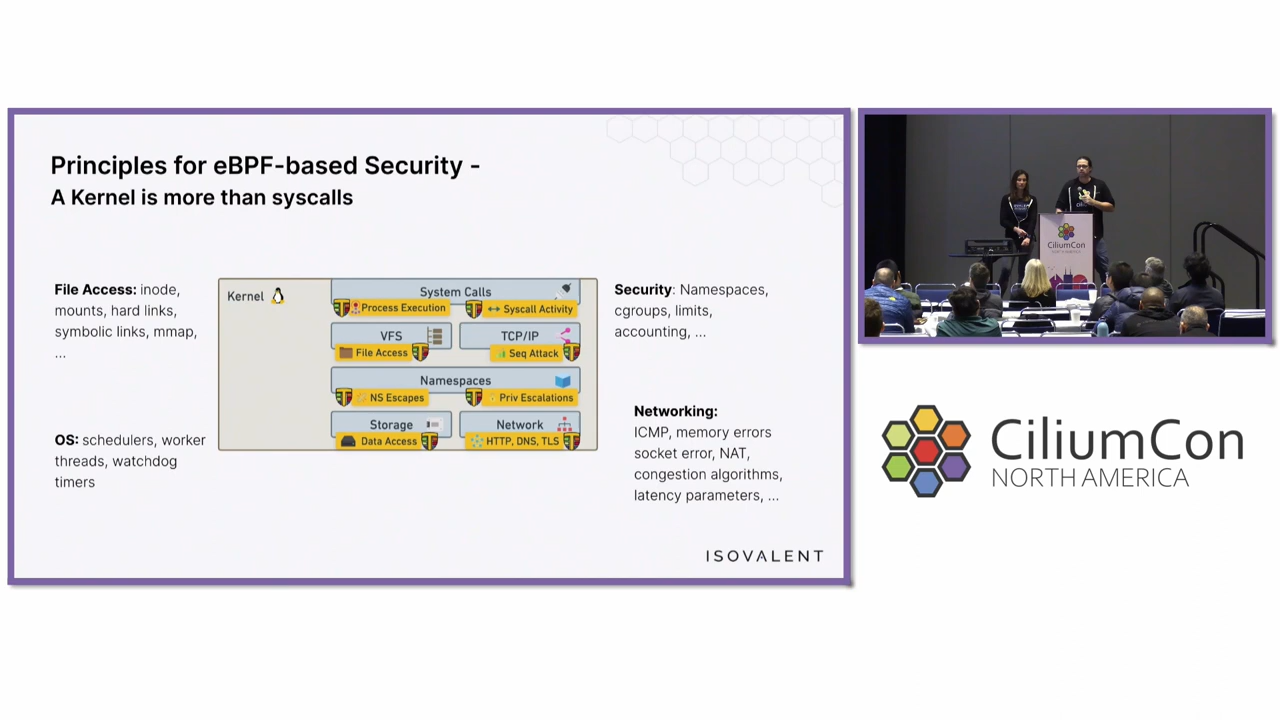 Principles for eBPF-based Security -
A Kernel is more than syscalls
File Access: inode,
mounts, hard links,
symbolic links, mmap,
...
OS: schedulers, worker
threads, watchdog
timers
Kernel
System Calls
Process Execution
Syscall Activity
VFS
TCP/IP
File Access
Seq Attack
Namespaces
NS Escapes
Priv Escalations
Storage
Network
Data Access
HTTP, DNS, TLS
Security: Namespaces,
cgroups, limits,
accounting, ...
Networking:
ICMP, memory errors
socket error, NAT,
congestion algorithms,
latency parameters, ...
ISOVALENT
CiliumCon
NORTH AMERICA
CiliumCon
NORTH AMERICA